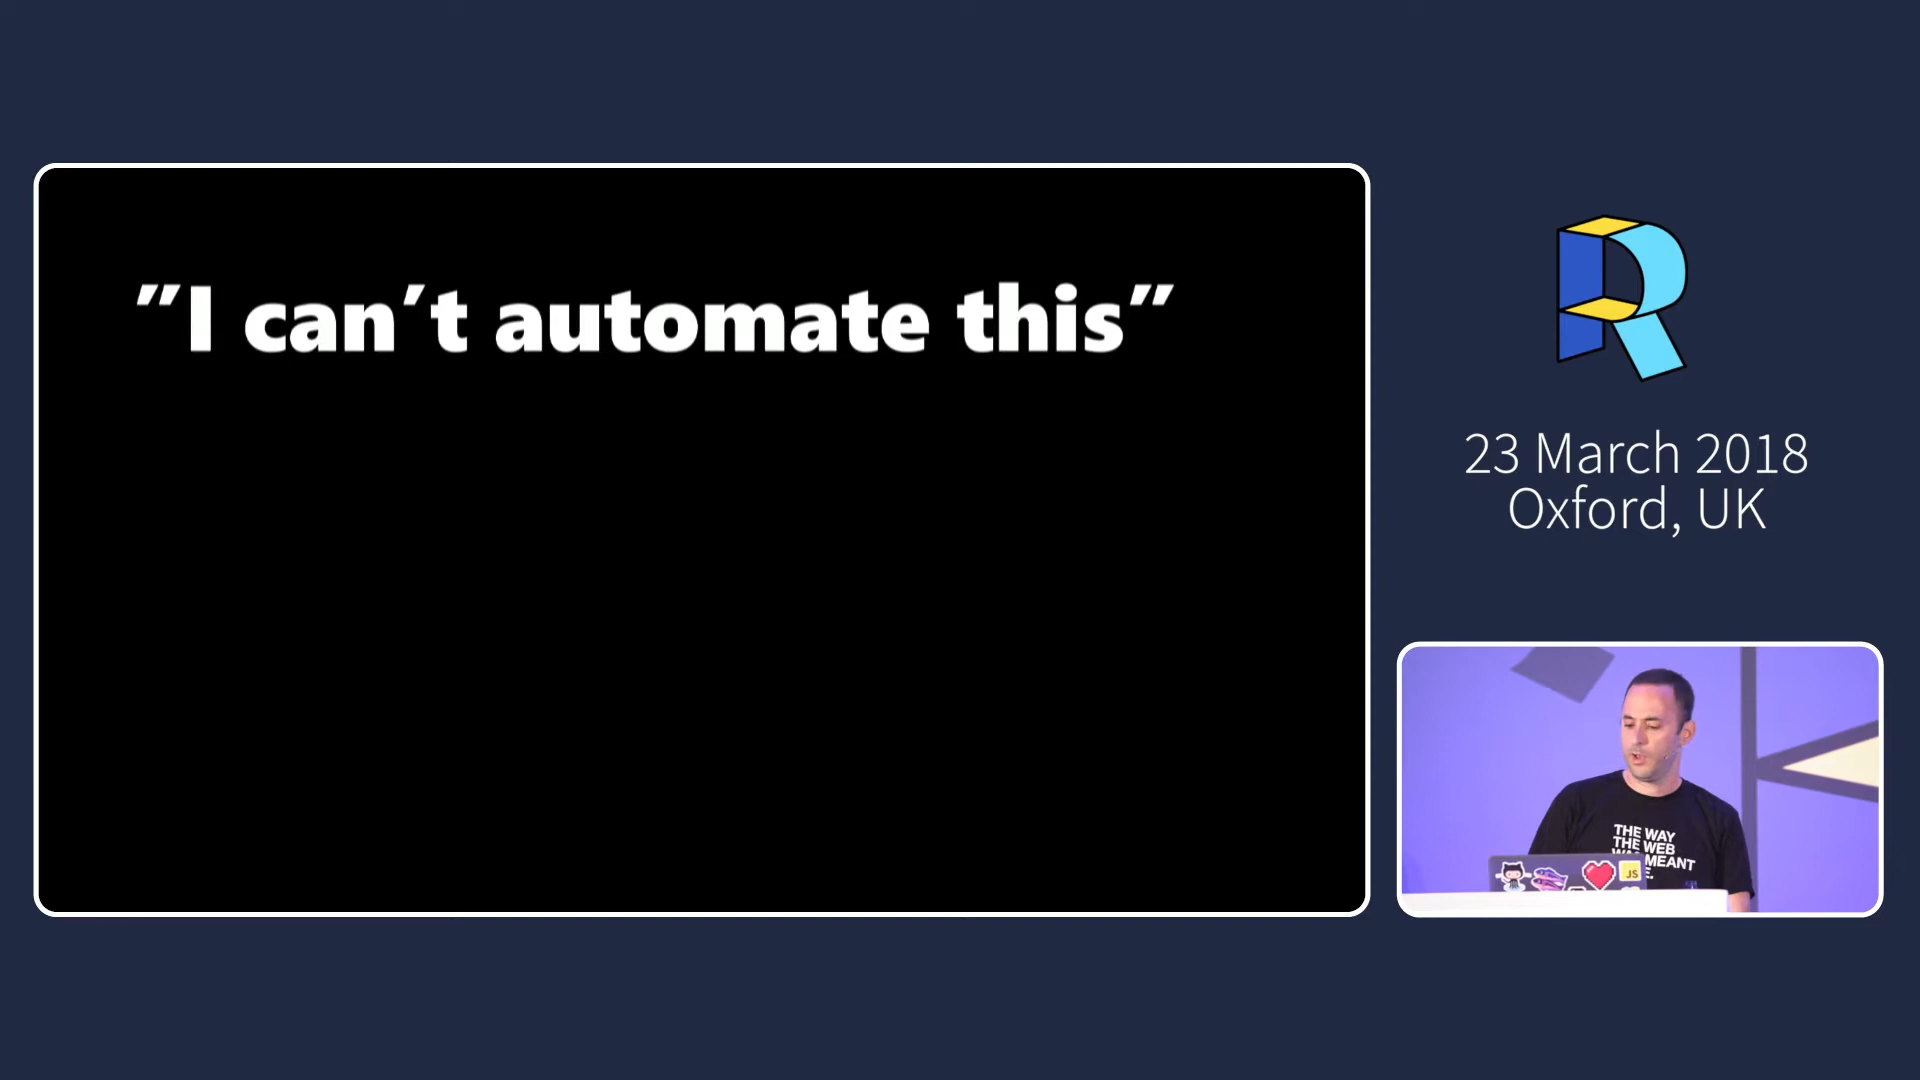 ”I can’t automate this”
23 March 2018
Oxford, UK
THE WAY
THE WEB
MEANT
JS